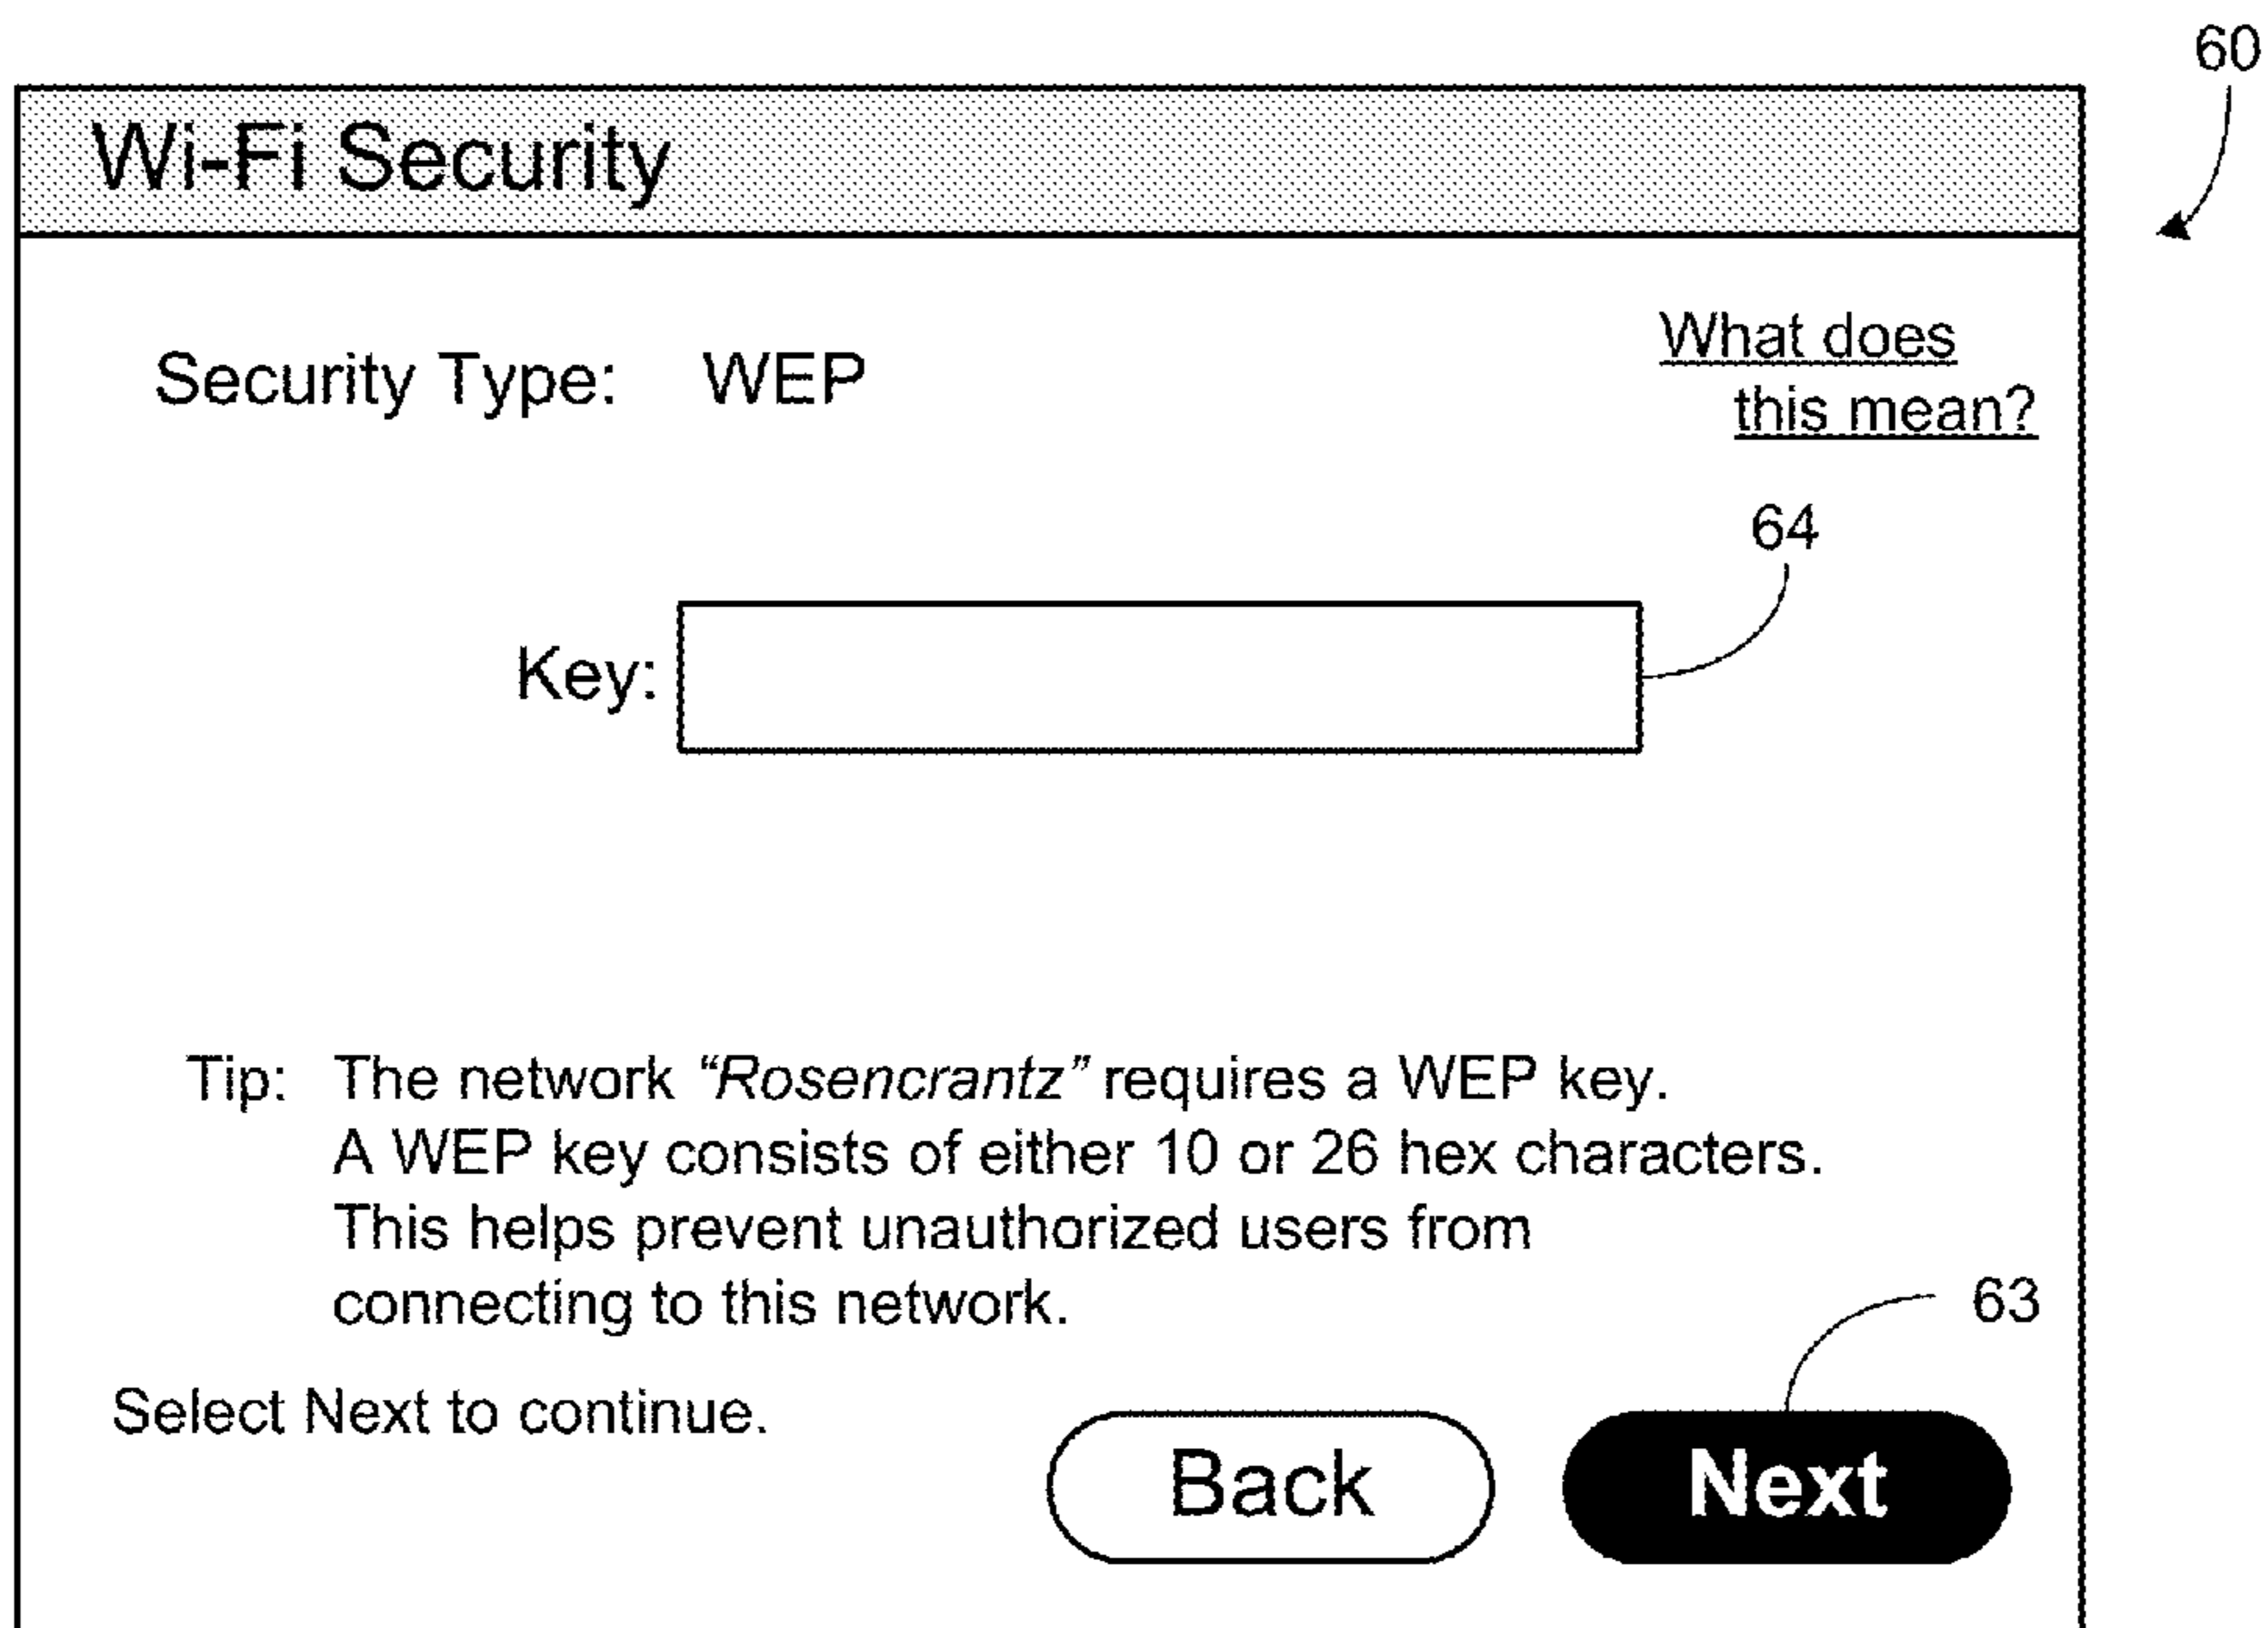 60
Wi-Fi Security
Security Type: WEP
What does
this mean?
64
Key:
Tip: The network “Rosencrantz” requires a WEP key.
A WEP key consists of either 10 or 26 hex characters.
This helps prevent unauthorized users from
connecting to this network.
63
Select Next to continue.
Back Next